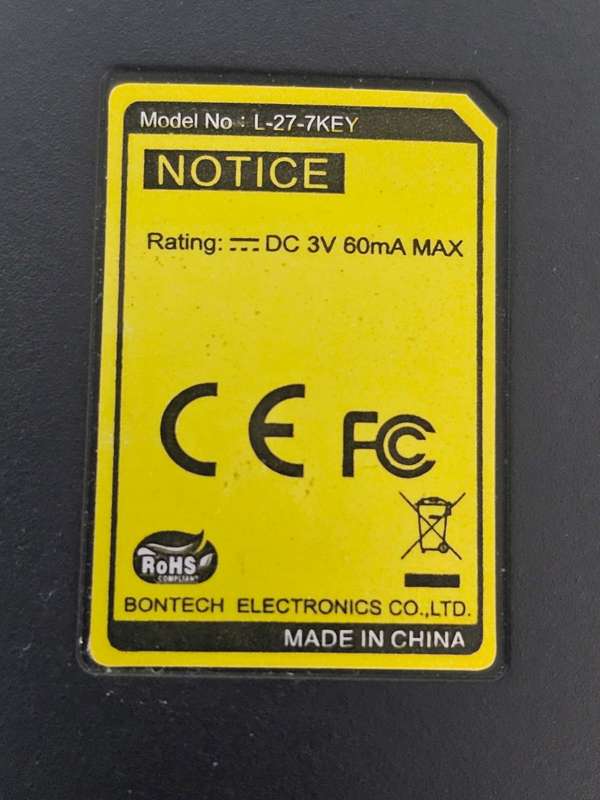 Model No : L-27-7KEY
NOTICE
Rating: ⎓ DC 3V 60mA MAX
CE FC
RoHS
COMPLIANT
BONTECH ELECTRONICS CO.,LTD.
MADE IN CHINA